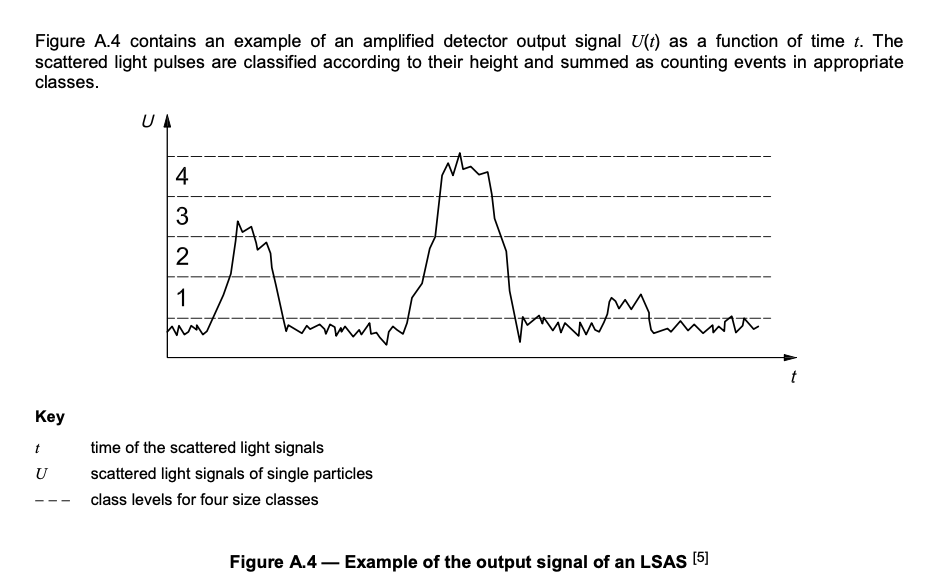 Figure A.4 contains an example of an amplified detector output signal U(t) as a function of time t. The
scattered light pulses are classified according to their height and summed as counting events in appropriate
classes.
U
4
3
2
1
t
Key
t time of the scattered light signals
U scattered light signals of single particles
--- class levels for four size classes
Figure A.4 — Example of the output signal of an LSAS [5]